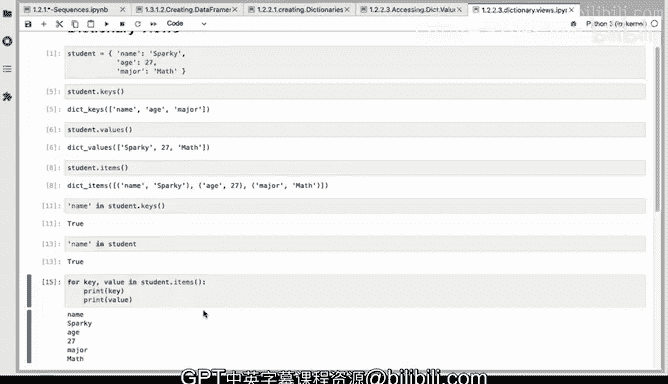 1.2.1*-Sequences.ipynb
1.3.1.2.Creating.DataFrame
1.2.2.1.creating.Dictionaries
1.2.2.3.Accessing.Dict.Value
1.2.2.3.dictionary.views.ipy
Code
Python 3
[1]: student = { 'name': 'Sparky',
'age': 27,
'major': 'Math' }
[5]: student.keys()
[5]: dict_keys(['name', 'age', 'major'])
[6]: student.values()
[6]: dict_values(['Sparky', 27, 'Math'])
[8]: student.items()
[8]: dict_items([('name', 'Sparky'), ('age', 27), ('major', 'Math')])
[11]: 'name' in student.keys()
[11]: True
[13]: 'name' in student
[13]: True
[15]: for key, value in student.items():
print(key)
print(value)
name
Sparky
age
27
major
Math
GPT中英字幕课程资源@bilibili.com